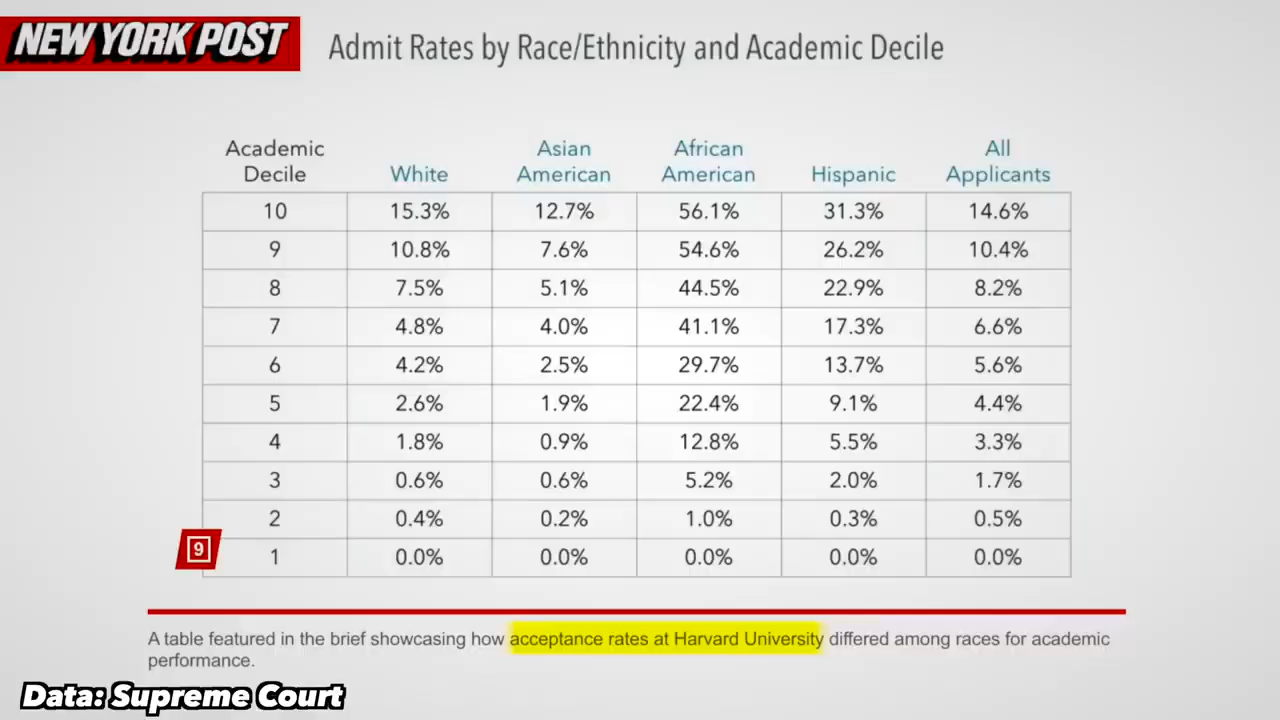 NEW YORK POST
Admit Rates by Race/Ethnicity and Academic Decile
Academic Decile White Asian American African American Hispanic All Applicants
10 15.3% 12.7% 56.1% 31.3% 14.6%
9 10.8% 7.6% 54.6% 26.2% 10.4%
8 7.5% 5.1% 44.5% 22.9% 8.2%
7 4.8% 4.0% 41.1% 17.3% 6.6%
6 4.2% 2.5% 29.7% 13.7% 5.6%
5 2.6% 1.9% 22.4% 9.1% 4.4%
4 1.8% 0.9% 12.8% 5.5% 3.3%
3 0.6% 0.6% 5.2% 2.0% 1.7%
2 0.4% 0.2% 1.0% 0.3% 0.5%
9
1 0.0% 0.0% 0.0% 0.0% 0.0%
A table featured in the brief showcasing how acceptance rates at Harvard University differed among races for academic
performance.
Data: Supreme Court